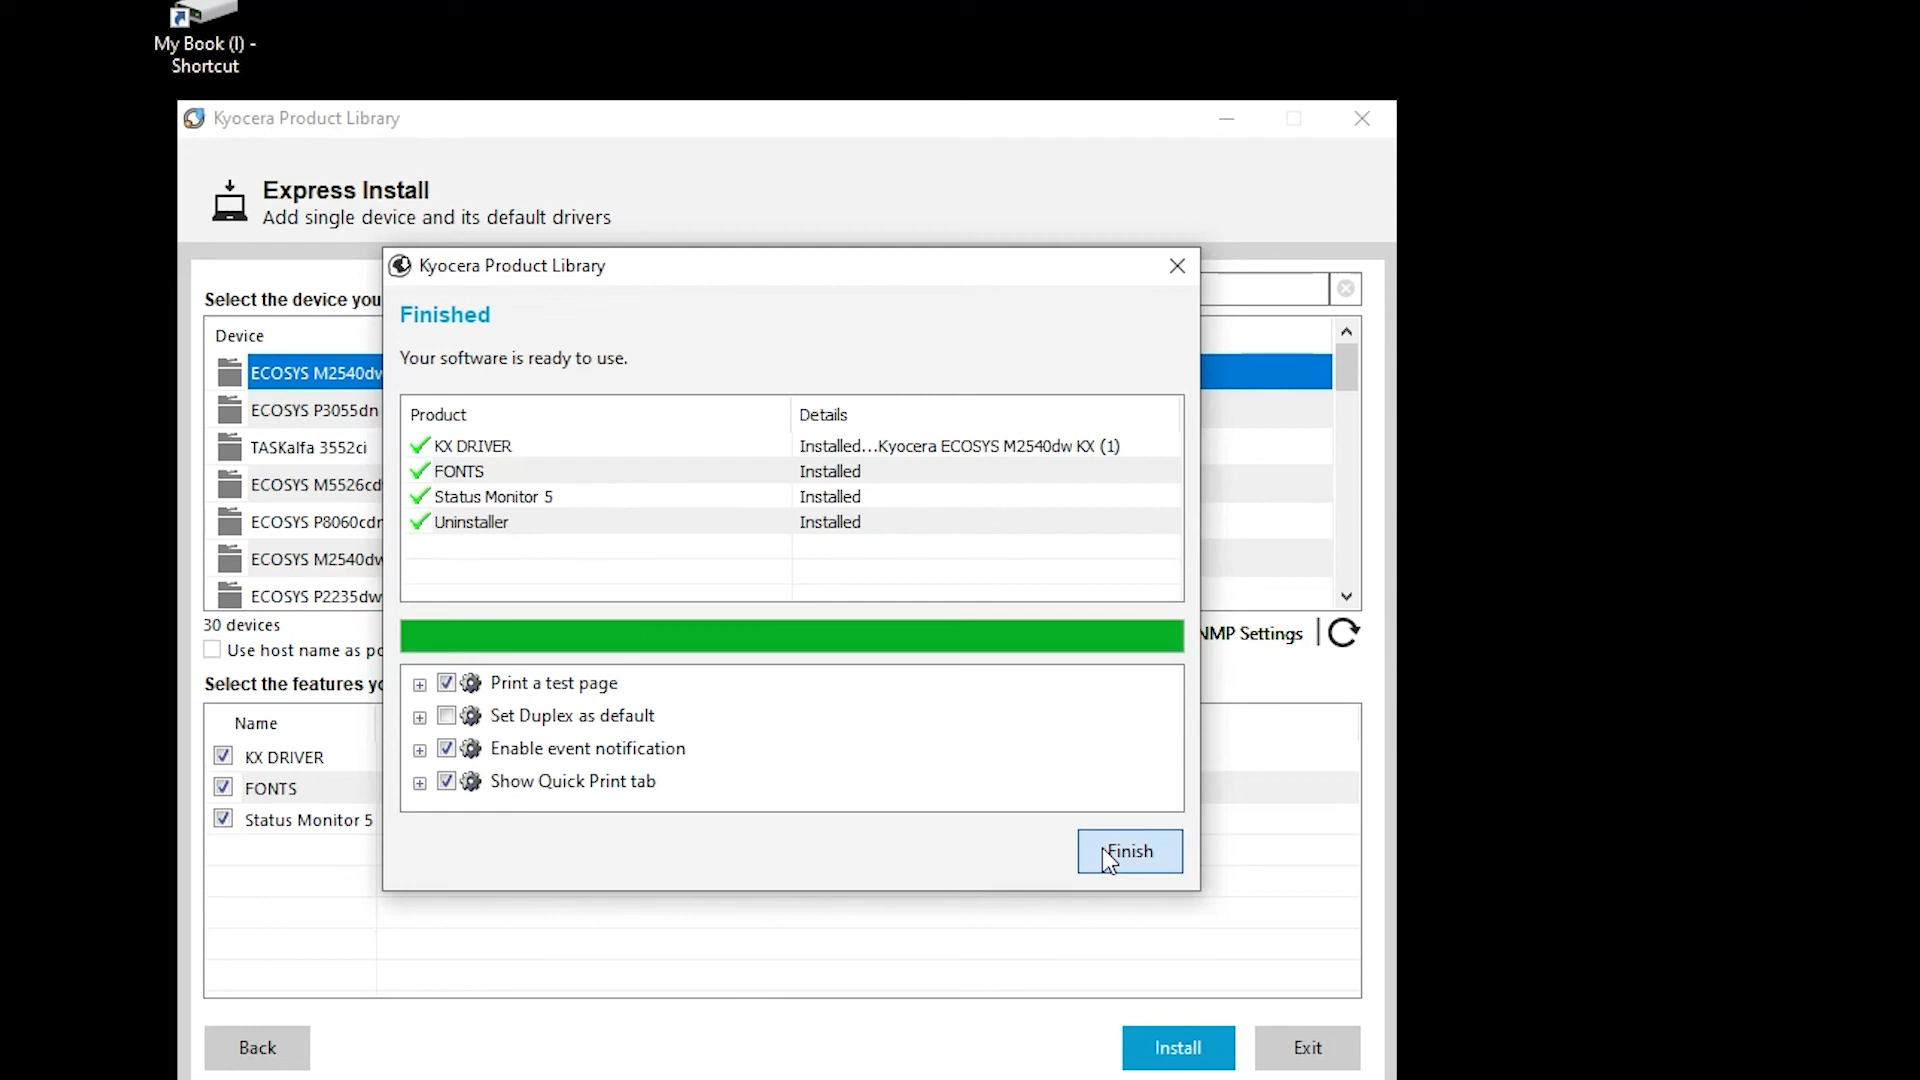 My Book (I) -
Shortcut
Kyocera Product Library
Express Install
Add single device and its default drivers
Select the device you
Device
ECOSYS M2540dw
ECOSYS P3055dn
TASKalfa 3552ci
ECOSYS M5526cd
ECOSYS P8060cdn
ECOSYS M2540dw
ECOSYS P2235dw
30 devices
Use host name as po
NMP Settings
Select the features yo
Name
KX DRIVER
FONTS
Status Monitor 5
Kyocera Product Library
Finished
Your software is ready to use.
Product Details
KX DRIVER Installed...Kyocera ECOSYS M2540dw KX (1)
FONTS Installed
Status Monitor 5 Installed
Uninstaller Installed
Print a test page
Set Duplex as default
Enable event notification
Show Quick Print tab
Finish
Back Install Exit